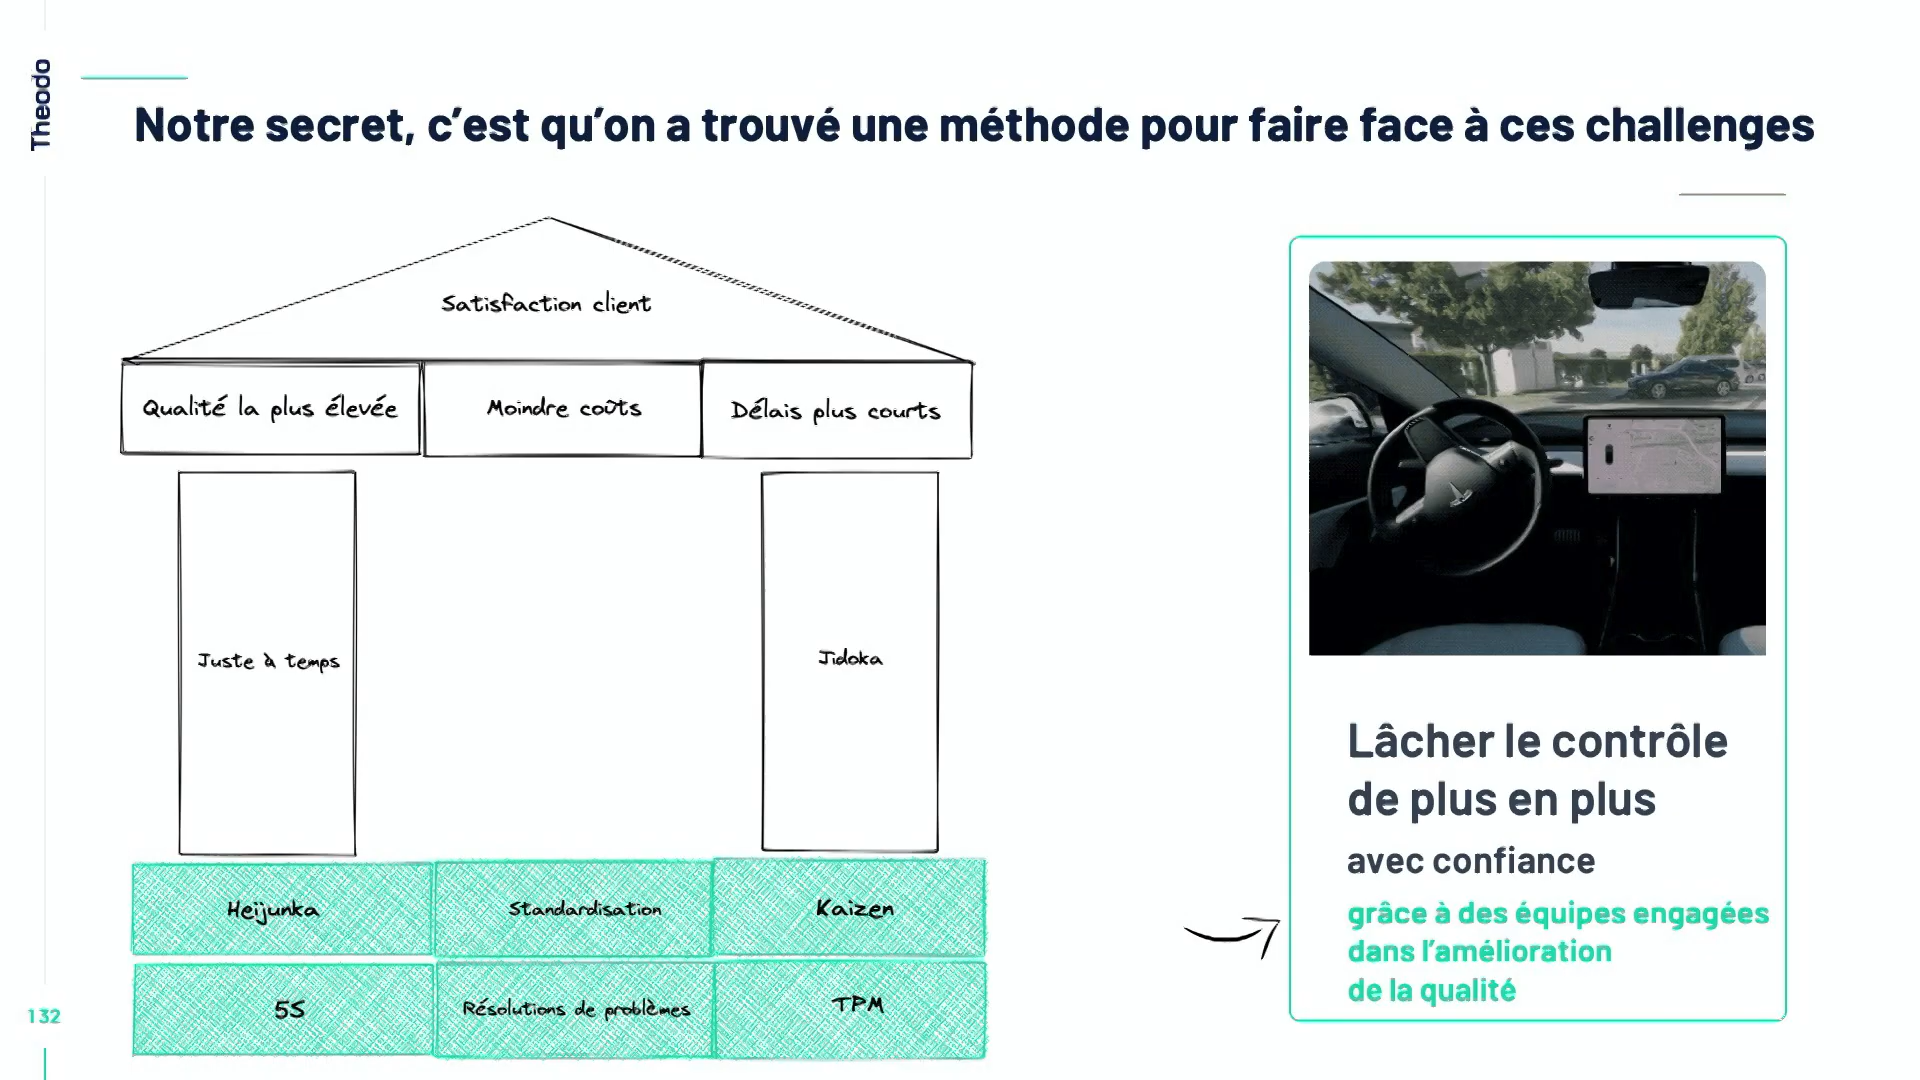 Theodo
Notre secret, c’est qu’on a trouvé une méthode pour faire face à ces challenges
Satisfaction client
Qualité la plus élevée
Moindre coûts
Délais plus courts
Juste à temps
Jidoka
Heijunka
Standardisation
Kaizen
5S
Résolutions de problèmes
TPM
Lâcher le contrôle
de plus en plus
avec confiance
grâce à des équipes engagées
dans l’amélioration
de la qualité
132